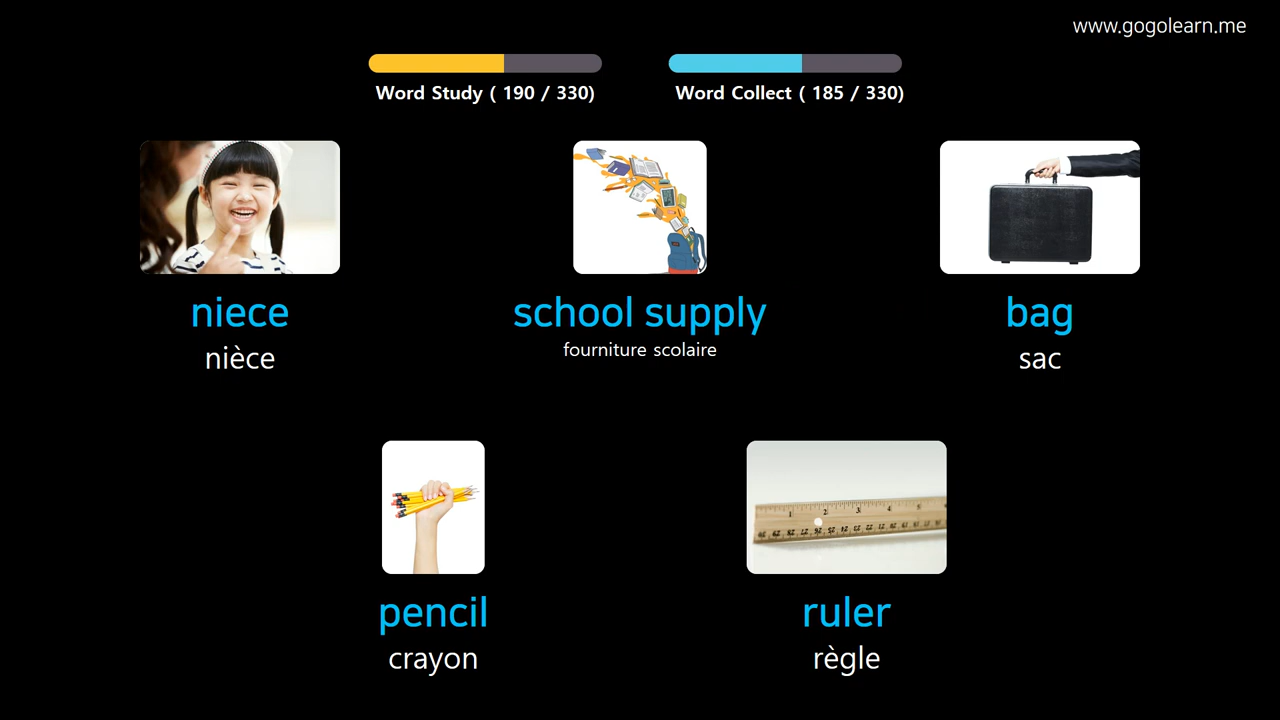 www.gogolearn.me
Word Study ( 190 / 330)
Word Collect ( 185 / 330)
niece
nièce
school supply
fourniture scolaire
bag
sac
pencil
crayon
ruler
règle